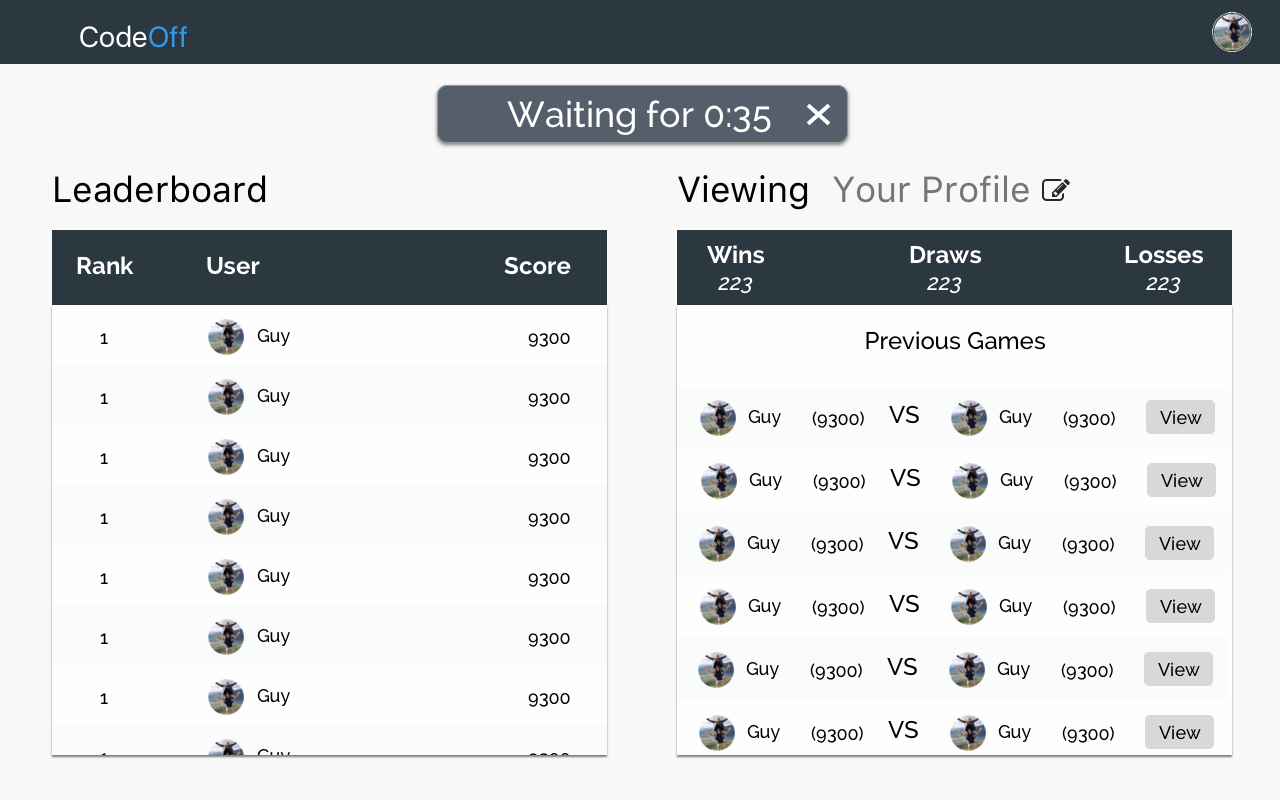 CodeOff
Waiting for 0:35
Leaderboard
Rank User Score
1 Guy 9300
1 Guy 9300
1 Guy 9300
1 Guy 9300
1 Guy 9300
1 Guy 9300
1 Guy 9300
Viewing Your Profile
Wins Draws Losses
223 223 223
Previous Games
Guy (9300) VS Guy (9300) View
Guy (9300) VS Guy (9300) View
Guy (9300) VS Guy (9300) View
Guy (9300) VS Guy (9300) View
Guy (9300) VS Guy (9300) View
Guy (9300) VS Guy (9300) View